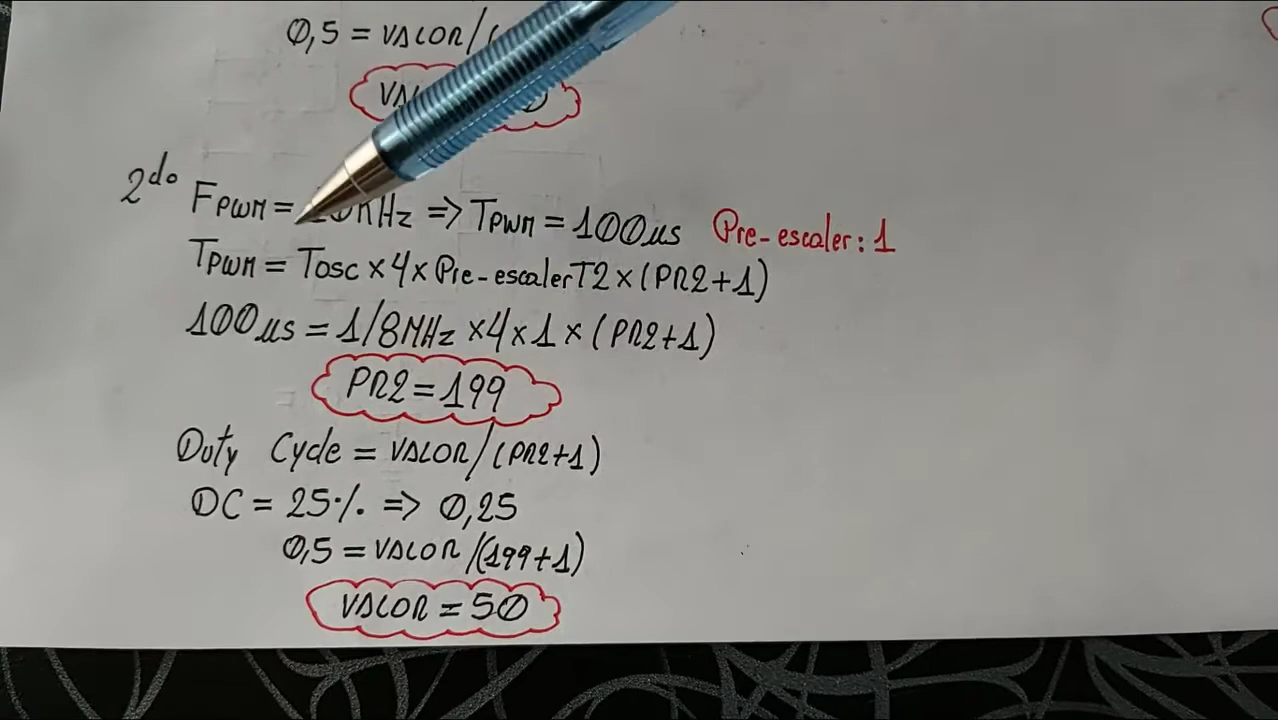 0,5 = VALOR/(
2do FPWM = KHz => TPWM = 100us Pre-escaler: 1
TPWM = Tosc x 4 x Pre-escalerT2 x (PR2+1)
100us = 1/8MHz x 4 x 1 x (PR2+1)
PR2 = 199
Duty Cycle = VALOR/(PR2+1)
DC = 25% => 0,25
0,5 = VALOR/(199+1)
VALOR = 50